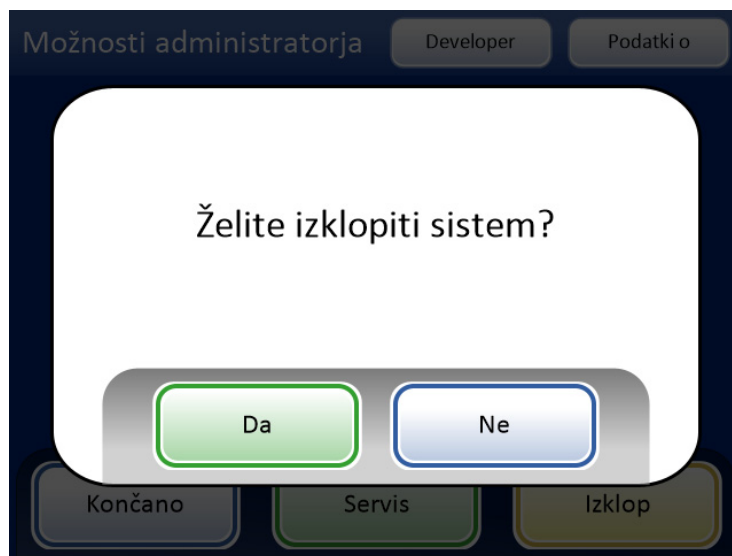 Možnosti administratorja
Developer
Podatki o
Želite izklopiti sistem?
Da
Ne
Končano
Servis
Izklop